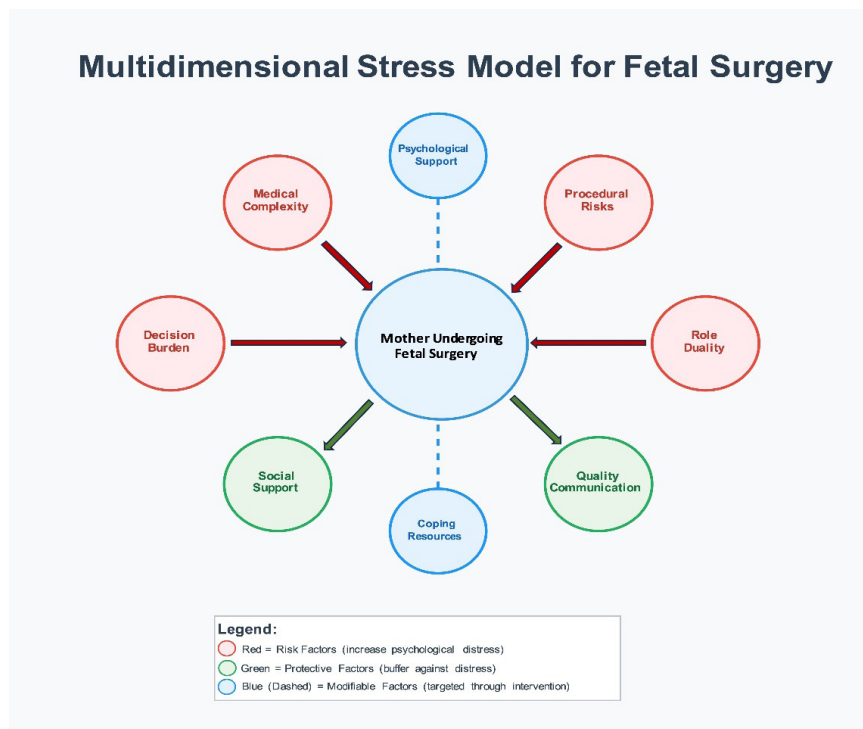 Multidimensional Stress Model for Fetal Surgery
Psychological
Support
Medical
Complexity
Procedural
Risks
Decision
Burden
Mother Undergoing
Fetal Surgery
Role
Duality
Social
Support
Quality
Communication
Coping
Resources
Legend:
Red = Risk Factors (increase psychological distress)
Green = Protective Factors (buffer against distress)
Blue (Dashed) = Modifiable Factors (targeted through intervention)